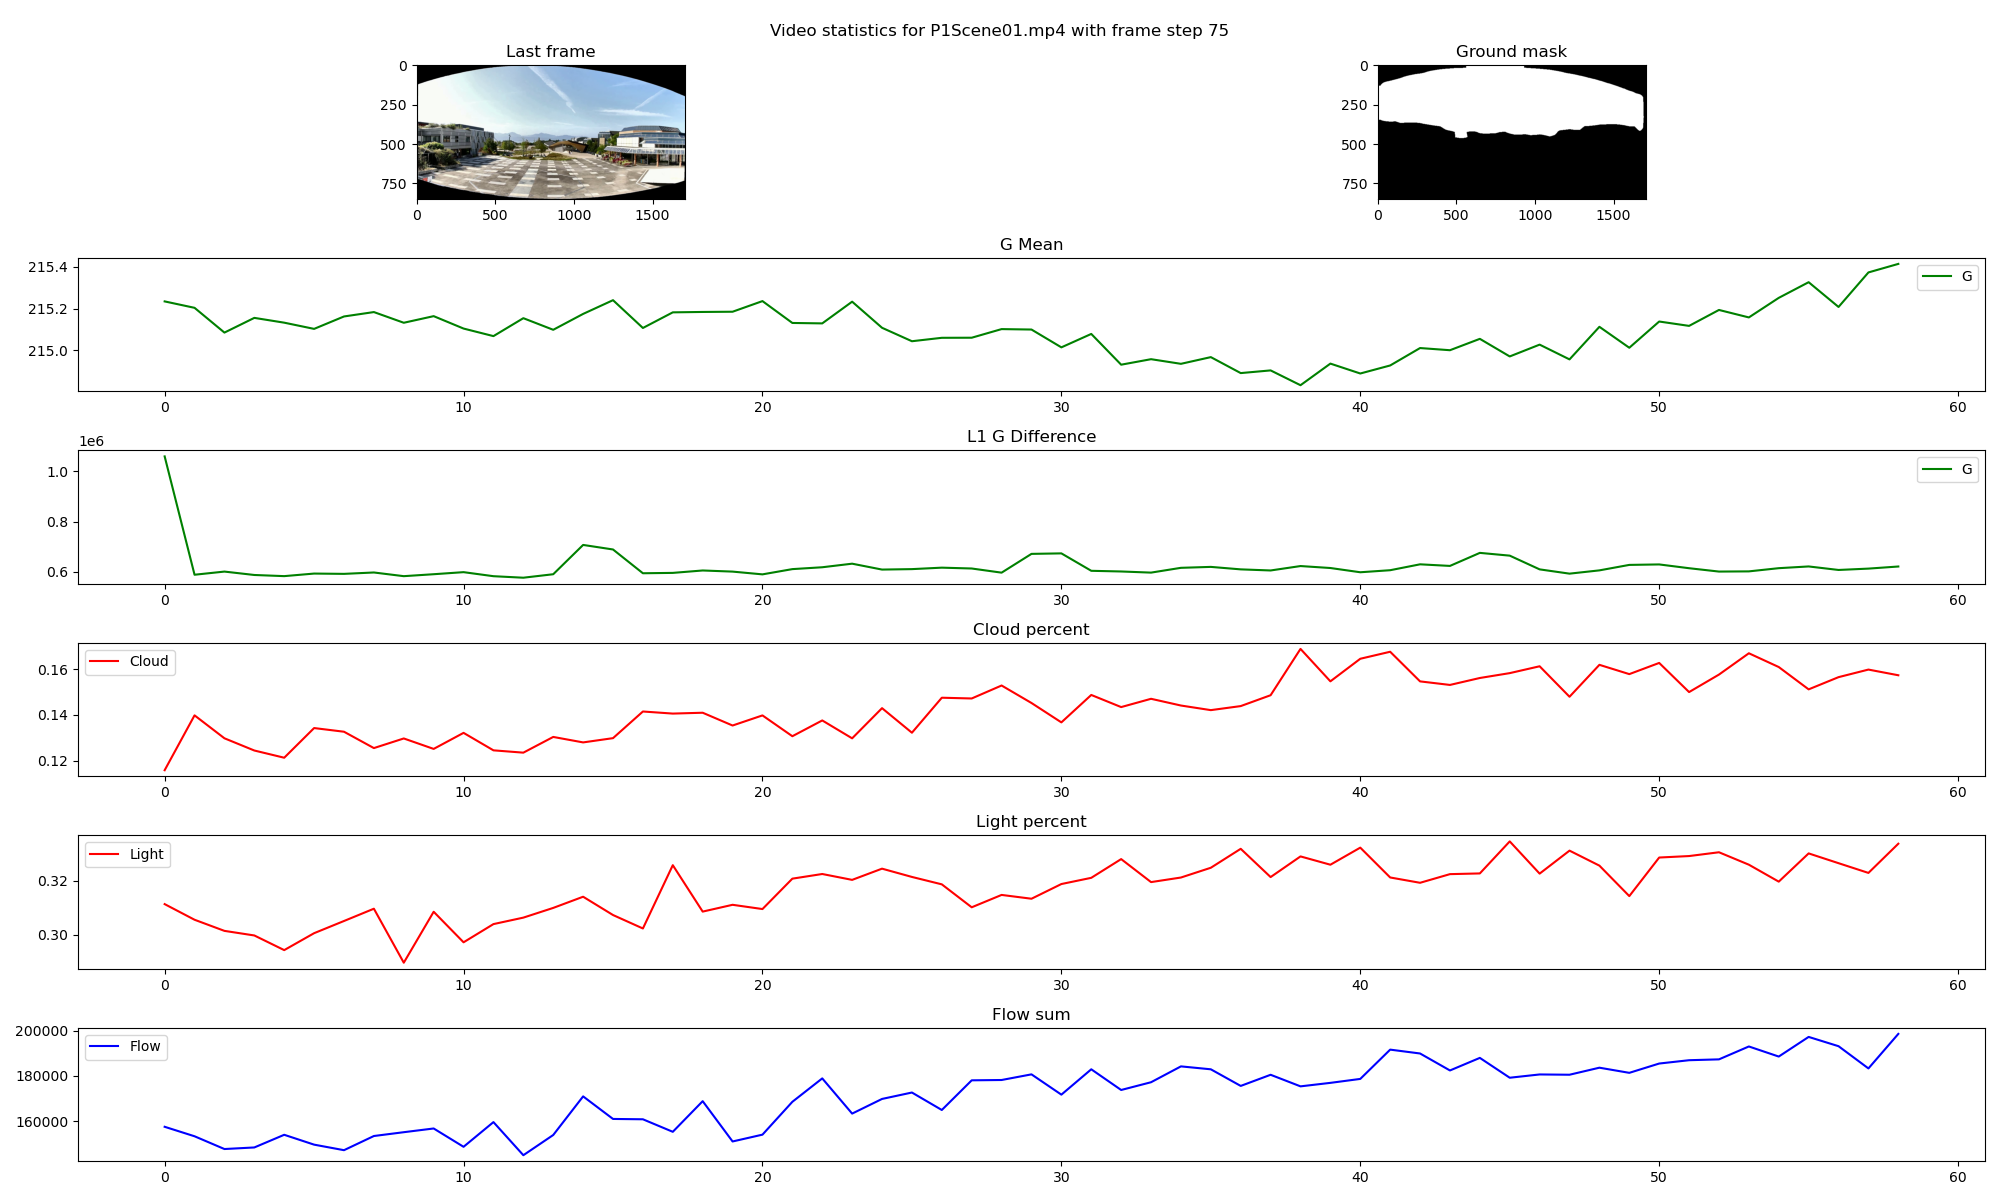 Video statistics for P1Scene01.mp4 with frame step 75
Last frame
0
250
500
750
0 500 1000 1500
Ground mask
0
250
500
750
0 500 1000 1500
G Mean
215.4
215.2
215.0
G
0 10 20 30 40 50 60
L1 G Difference
1e6
1.0
0.8
0.6
G
0 10 20 30 40 50 60
Cloud percent
0.16
0.14
0.12
Cloud
0 10 20 30 40 50 60
Light percent
0.32
0.30
Light
0 10 20 30 40 50 60
Flow sum
200000
180000
160000
Flow
0 10 20 30 40 50 60